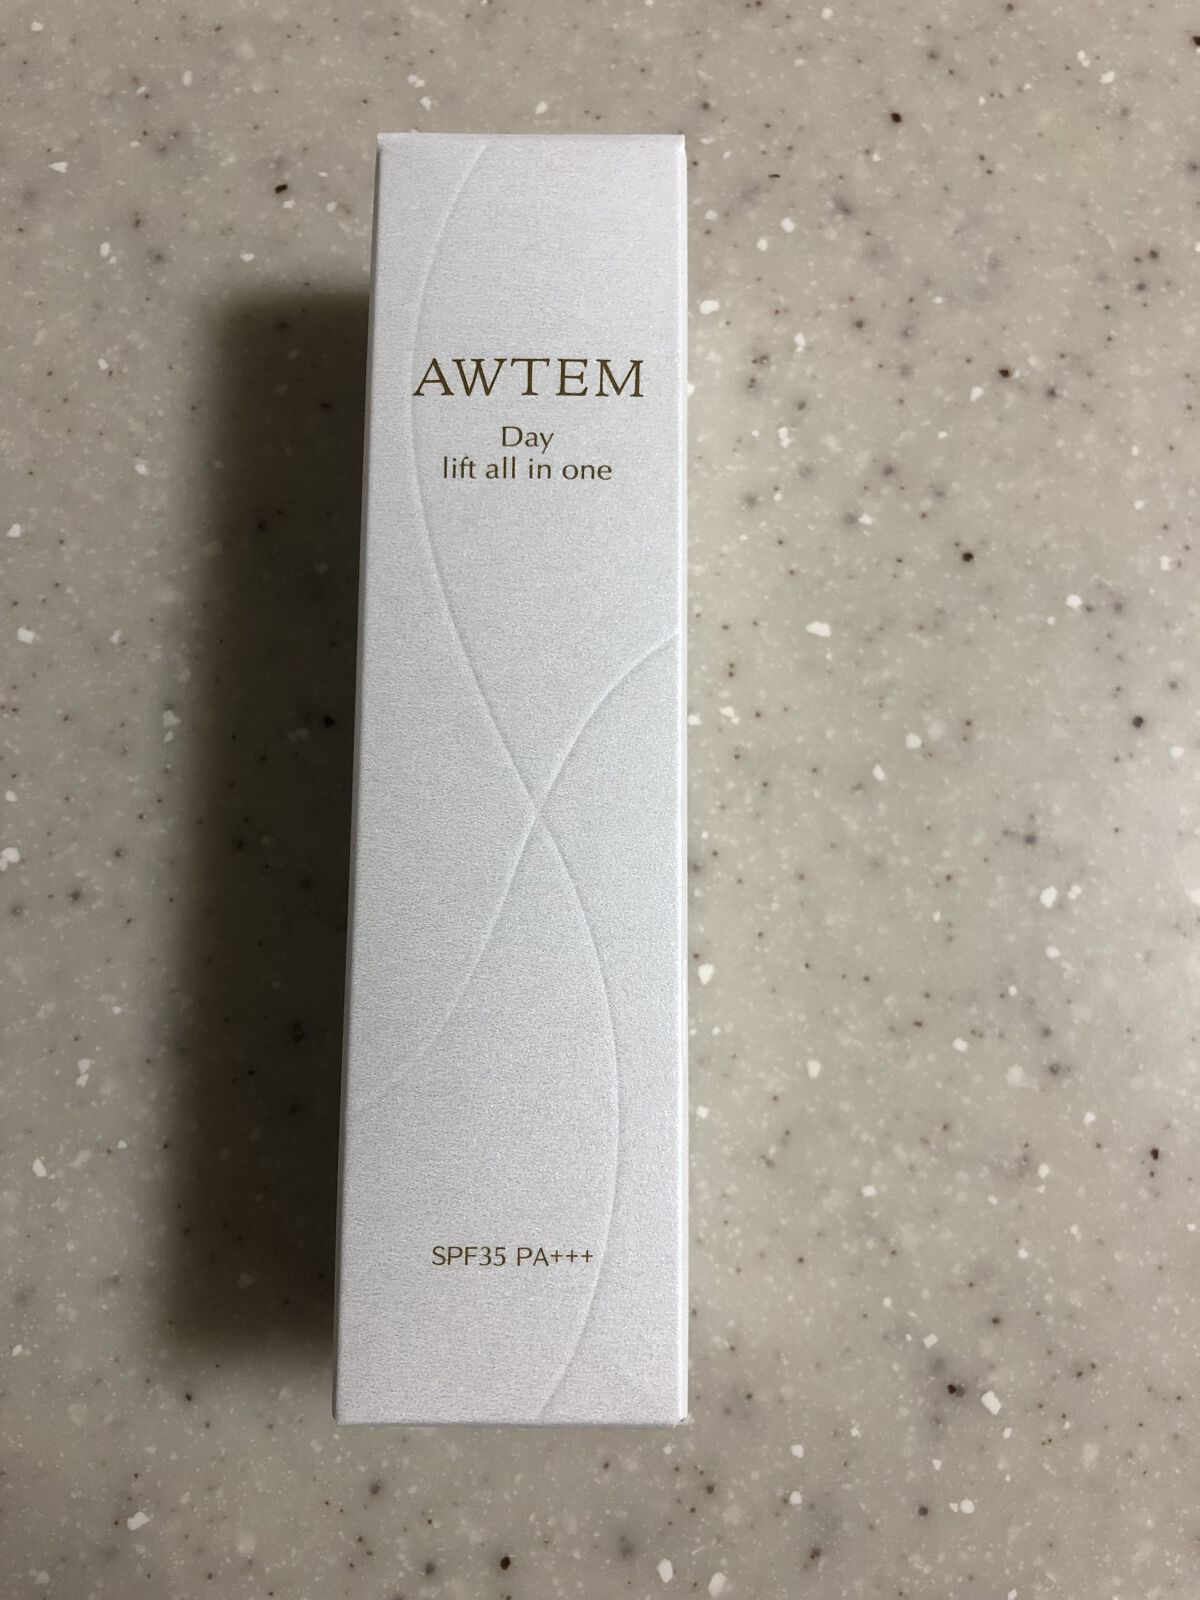 AWTEM
Day
lift all in one
SPF35 PA+++